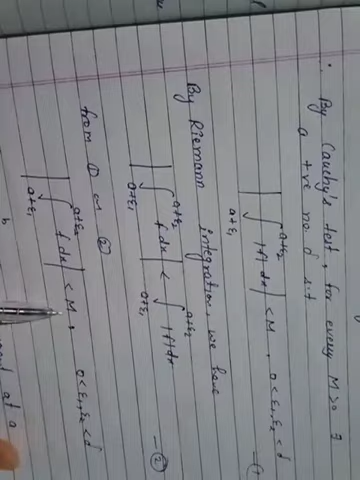 ∴ By Cauchy's test, for every M>0 ∃
a +ve no. d s.t
| ∫_{a+ε₁}^{a+ε₂} |f| dx | < M , 0<ε₁,ε₂<d —(1)
By Riemann integration, we have
| ∫_{a+ε₁}^{a+ε₂} f dx | < ∫_{a+ε₁}^{a+ε₂} |f| dx —(2)
from (1) & (2)
| ∫_{a+ε₁}^{a+ε₂} f dx | < M , 0<ε₁,ε₂<d
at a